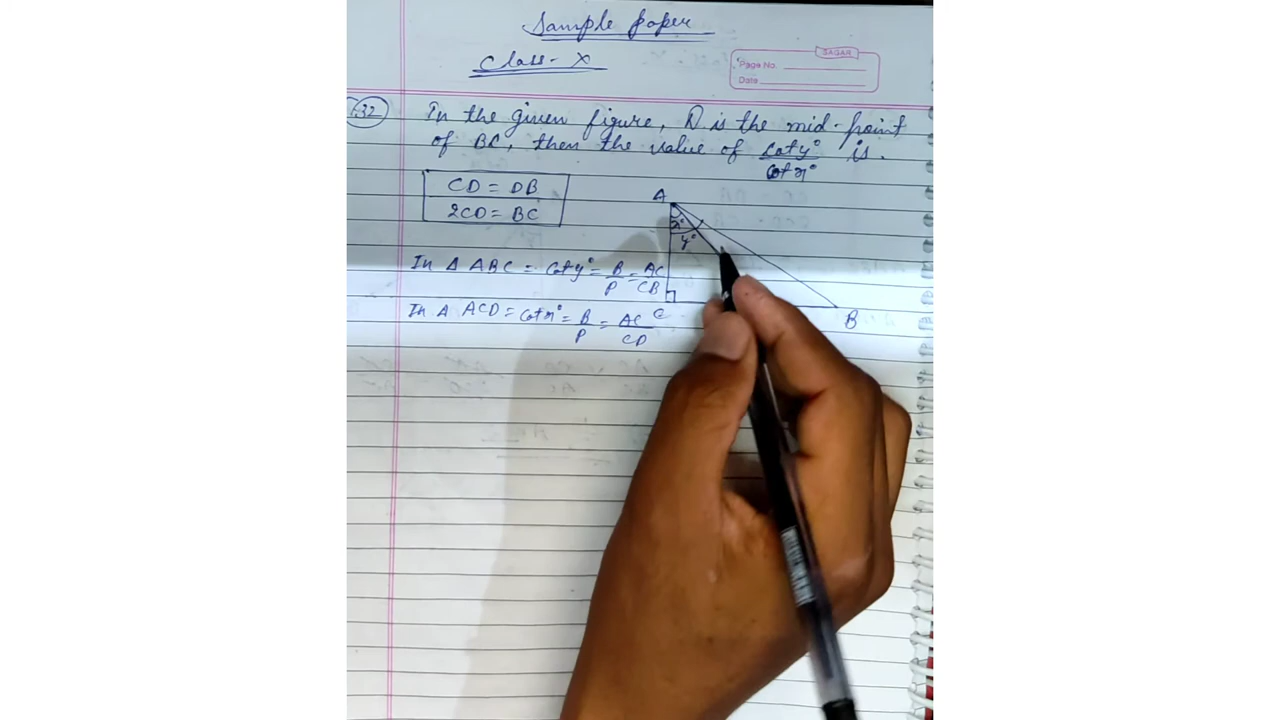 Sample paper
Class - X
SAGAR
Page No.
Date
32 In the given figure, D is the mid-point
of BC, then the value of cot y° / cot x° is.
CD = DB
2CD = BC
A
x°
y°
In Δ ABC = cot y° = B/P = AC/CB
In Δ ACD = cot x° = B/P = AC/CD
C
B